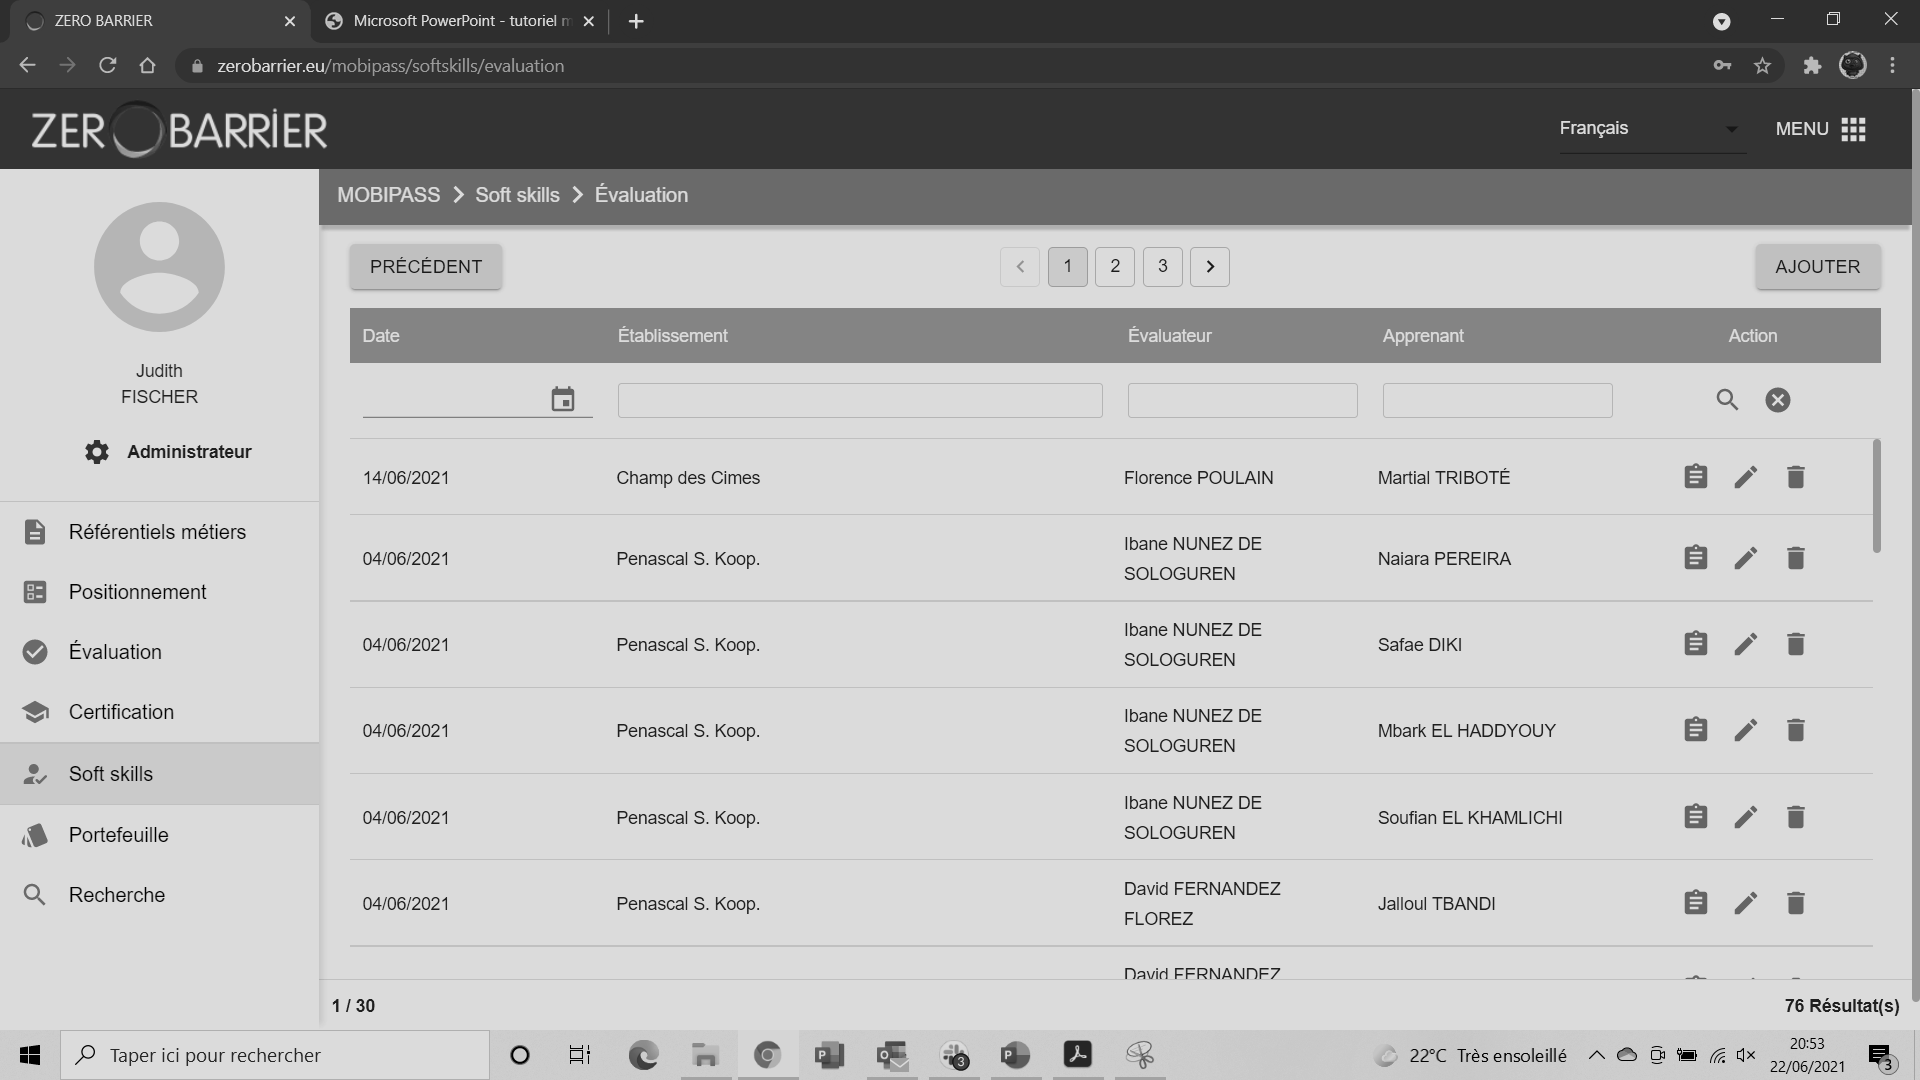 ZERO BARRIER
Microsoft PowerPoint - tutoriel m
zerobarrier.eu/mobipass/softskills/evaluation
ZEROBARRIER
Français
MENU
MOBIPASS > Soft skills > Évaluation
Judith
FISCHER
Administrateur
Référentiels métiers
Positionnement
Évaluation
Certification
Soft skills
Portefeuille
Recherche
PRÉCÉDENT
1 2 3
AJOUTER
Date Établissement Évaluateur Apprenant Action
14/06/2021 Champ des Cimes Florence POULAIN Martial TRIBOTÉ
04/06/2021 Penascal S. Koop. Ibane NUNEZ DE SOLOGUREN Naiara PEREIRA
04/06/2021 Penascal S. Koop. Ibane NUNEZ DE SOLOGUREN Safae DIKI
04/06/2021 Penascal S. Koop. Ibane NUNEZ DE SOLOGUREN Mbark EL HADDYOUY
04/06/2021 Penascal S. Koop. Ibane NUNEZ DE SOLOGUREN Soufian EL KHAMLICHI
04/06/2021 Penascal S. Koop. David FERNANDEZ FLOREZ Jalloul TBANDI
David FERNANDEZ
1 / 30
76 Résultat(s)
Taper ici pour rechercher
3
22°C Très ensoleillé
20:53
22/06/2021
3